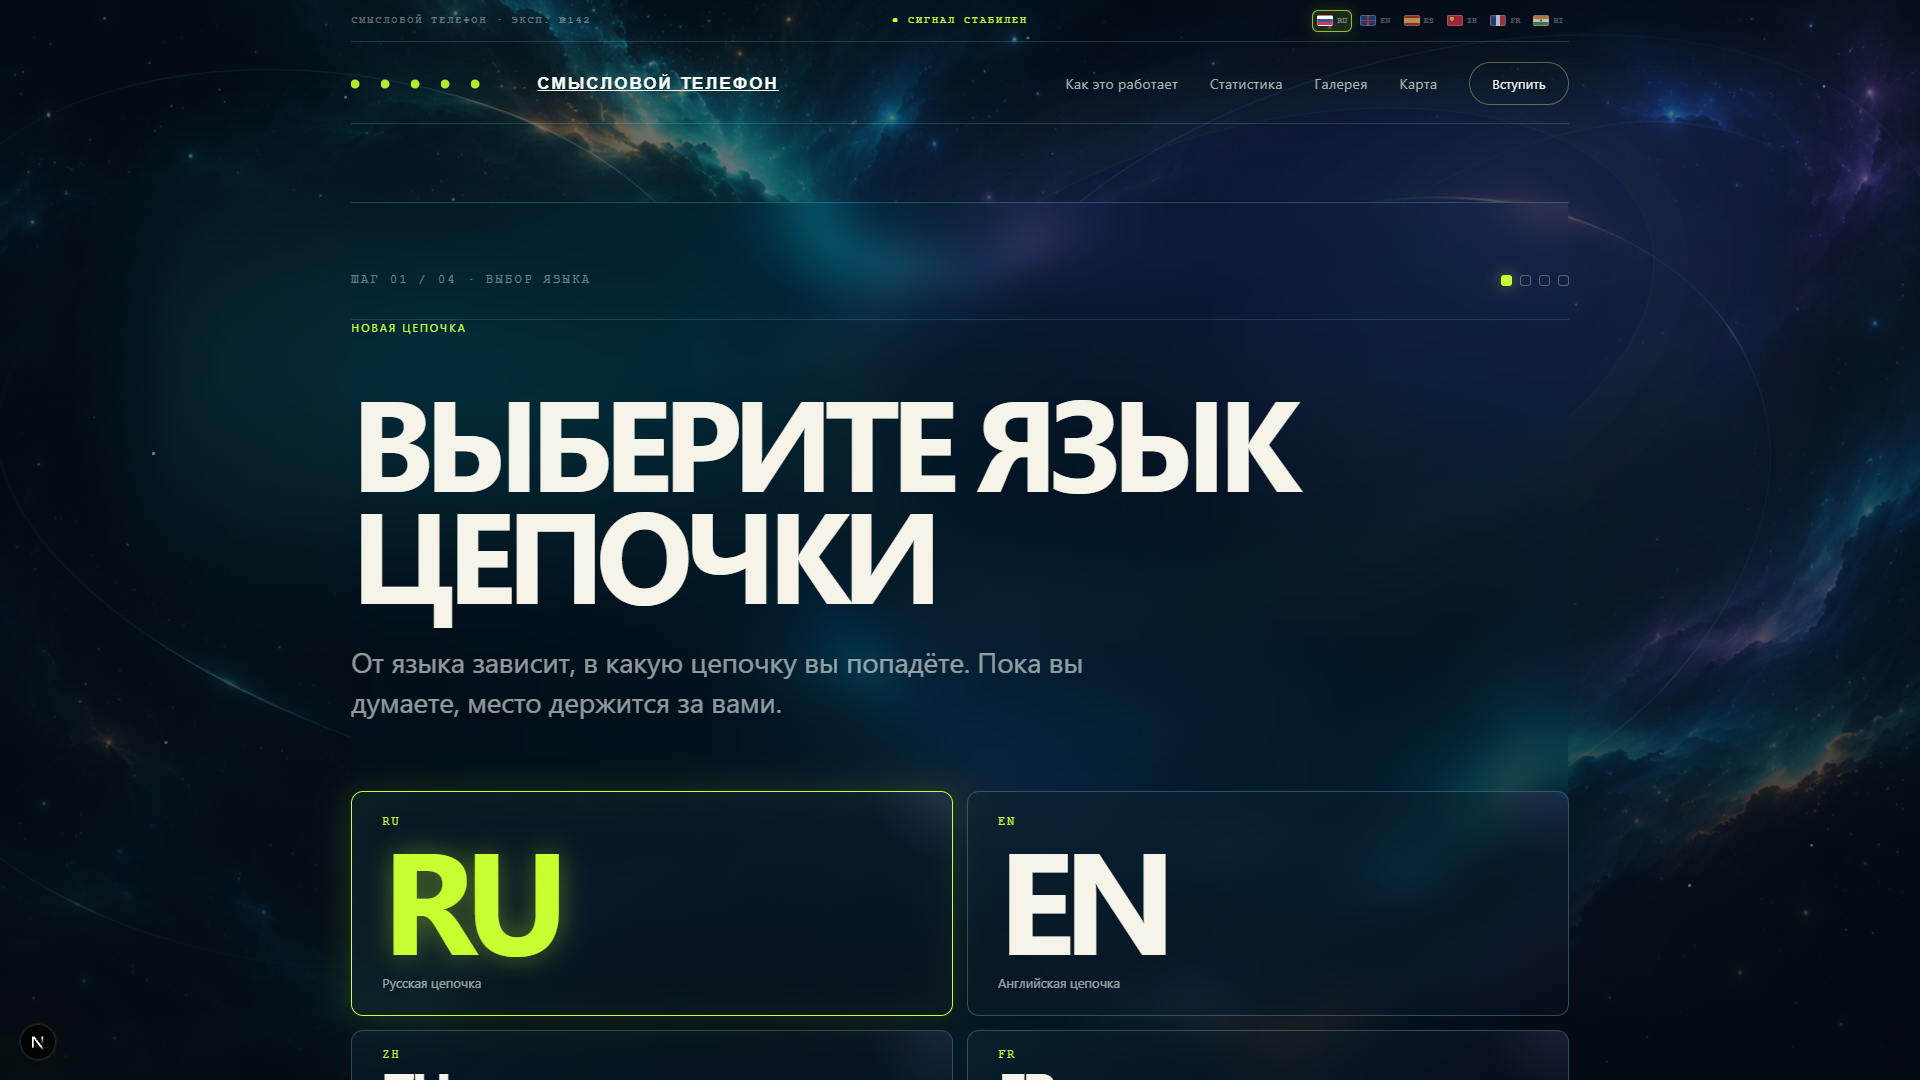 СМЫСЛОВОЙ ТЕЛЕФОН · ЭКСП. №142
СИГНАЛ СТАБИЛЕН
RU EN ES ZH FR HI
СМЫСЛОВОЙ ТЕЛЕФОН
Как это работает
Статистика
Галерея
Карта
Вступить
ШАГ 01 / 04 · ВЫБОР ЯЗЫКА
НОВАЯ ЦЕПОЧКА
ВЫБЕРИТЕ ЯЗЫК
ЦЕПОЧКИ
От языка зависит, в какую цепочку вы попадёте. Пока вы
думаете, место держится за вами.
RU
RU
Русская цепочка
EN
EN
Английская цепочка
ZH
FR
N